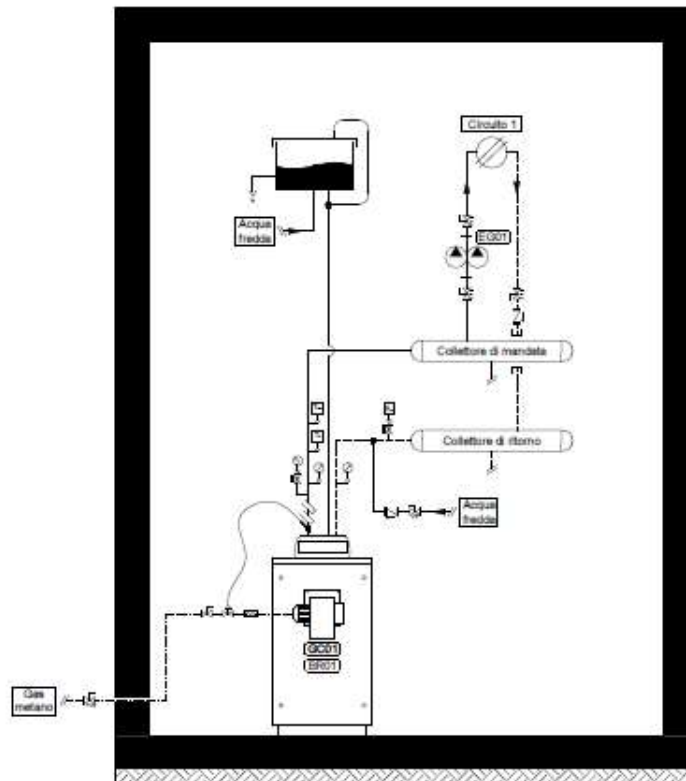 Circuito 1
Acqua
fredda
EG01
Collettore di mandata
Collettore di ritorno
Acqua
fredda
GC01
BR01
Gas
metano